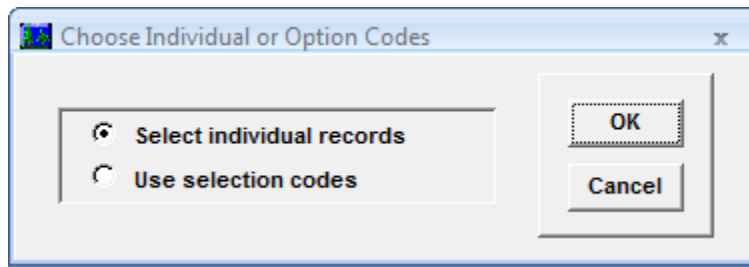 Choose Individual or Option Codes
x
Select individual records
Use selection codes
OK
Cancel